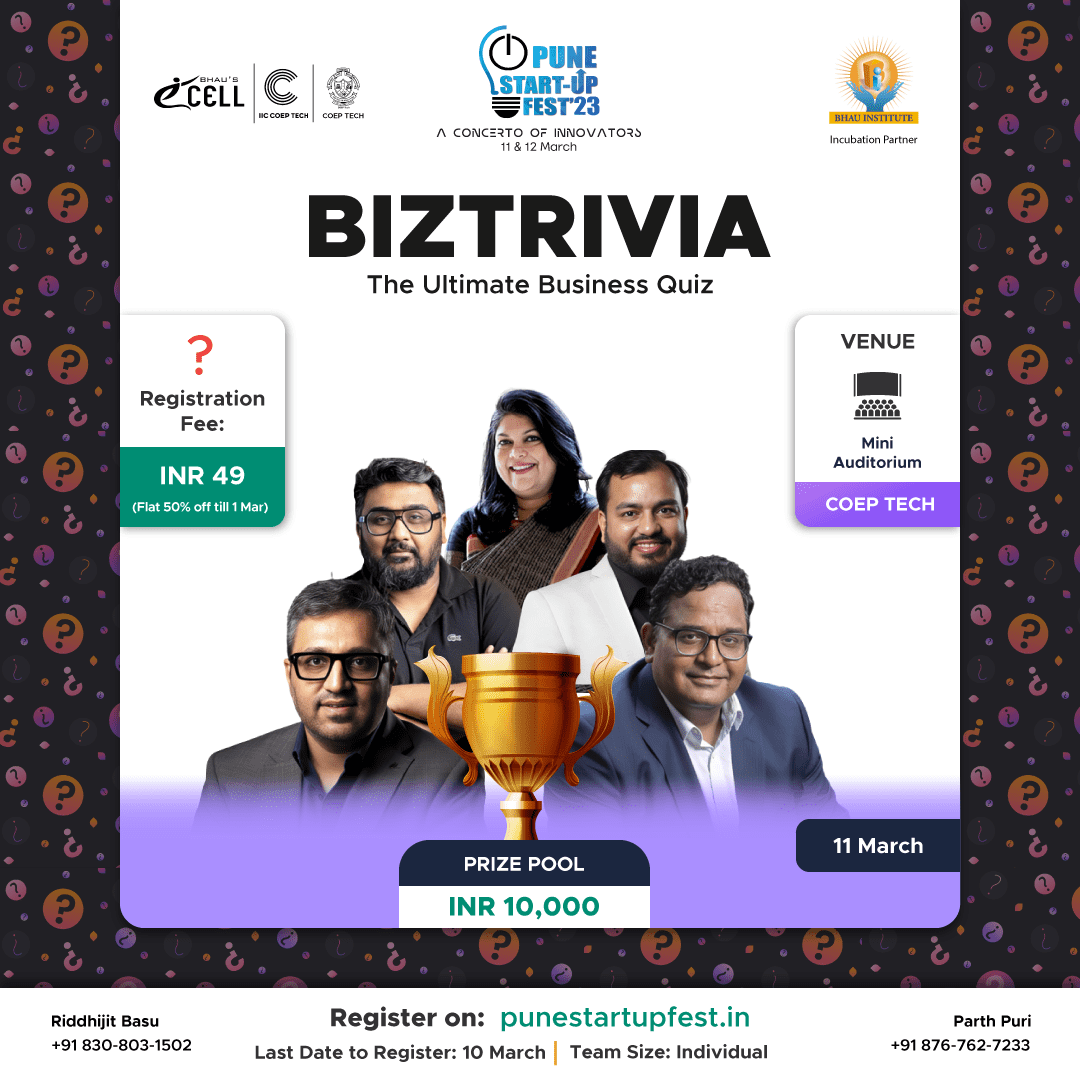 BHAU'S
iCELL
IIC COEP TECH
COEP TECH
PUNE
START-UP
FEST'23
A CONCERTO OF INNOVATORS
11 & 12 March
BHAU INSTITUTE
Incubation Partner
BIZTRIVIA
The Ultimate Business Quiz
?
Registration
Fee:
INR 49
(Flat 50% off till 1 Mar)
VENUE
Mini
Auditorium
COEP TECH
11 March
PRIZE POOL
INR 10,000
Riddhijit Basu
+91 830-803-1502
Register on: punestartupfest.in
Last Date to Register: 10 March | Team Size: Individual
Parth Puri
+91 876-762-7233